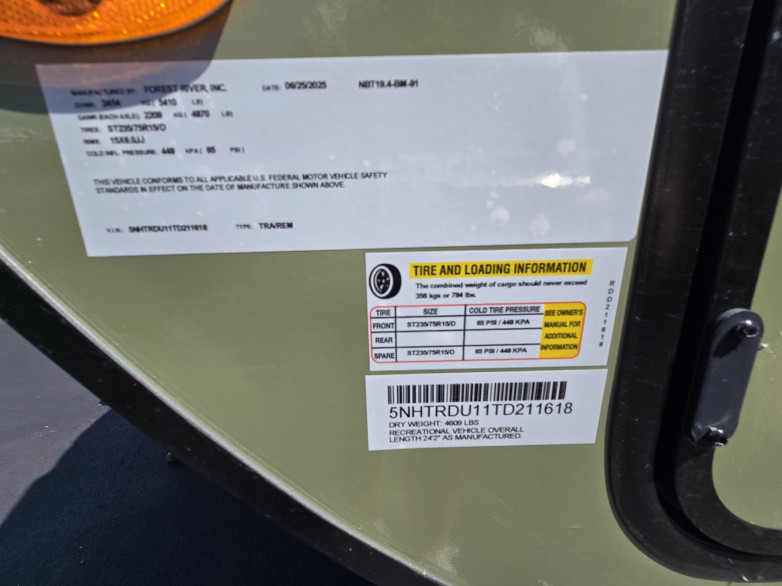 MANUFACTURED BY: FOREST RIVER, INC. DATE: 06/25/2025 NBT19.4-BM-91
GVWR: 2454 KG ( 5410 LB)
GAWR (EACH AXLE): 2209 KG ( 4870 LB)
TIRES: ST235/75R15/D
RIMS: 15X6.0JJ
COLD INFL. PRESSURE: 448 KPA ( 65 PSI )
THIS VEHICLE CONFORMS TO ALL APPLICABLE U.S. FEDERAL MOTOR VEHICLE SAFETY
STANDARDS IN EFFECT ON THE DATE OF MANUFACTURE SHOWN ABOVE.
V.I.N.: 5NHTRDU11TD211618 TYPE: TRA/REM
TIRE AND LOADING INFORMATION
The combined weight of cargo should never exceed
356 kgs or 784 lbs.
TIRE SIZE COLD TIRE PRESSURE SEE OWNER'S MANUAL FOR ADDITIONAL INFORMATION
FRONT ST235/75R15/D 65 PSI / 448 KPA
REAR
SPARE ST235/75R15/D 65 PSI / 448 KPA
RDD211618
5NHTRDU11TD211618
DRY WEIGHT: 4609 LBS
RECREATIONAL VEHICLE OVERALL
LENGTH 24'2" AS MANUFACTURED.